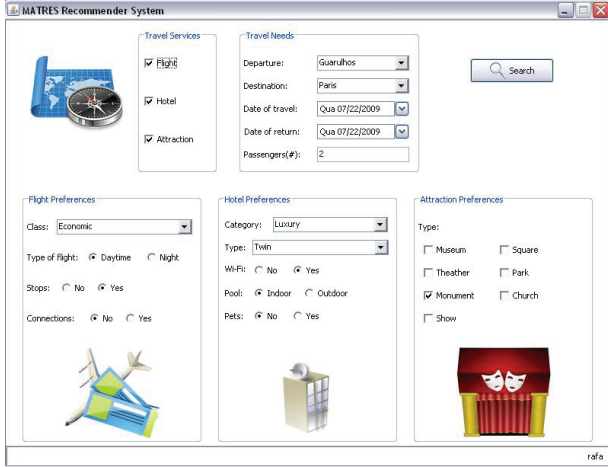 MATRES Recommender System
Travel Services
Flight
Hotel
Attraction
Travel Needs
Departure: Guarulhos
Destination: Paris
Date of travel: Qua 07/22/2009
Date of return: Qua 07/22/2009
Passengers(#): 2
Search
Flight Preferences
Class: Economic
Type of flight: Daytime Night
Stops: No Yes
Connections: No Yes
Hotel Preferences
Category: Luxury
Type: Twin
Wi-Fi: No Yes
Pool: Indoor Outdoor
Pets: No Yes
Attraction Preferences
Type:
Museum Square
Theather Park
Monument Church
Show
rafa